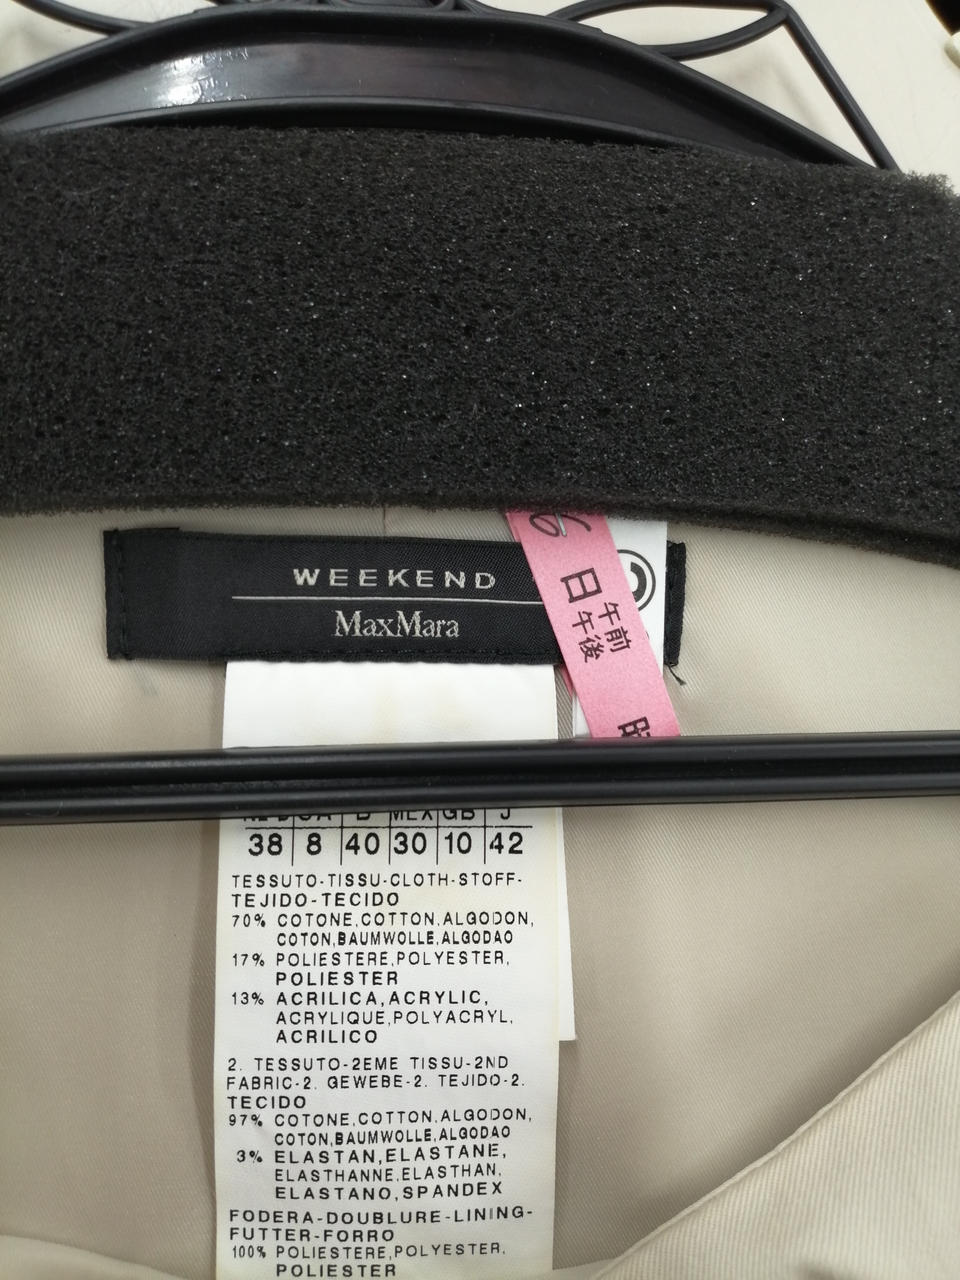 WEEKEND
MaxMara
日 午前
午後
38 8 40 30 10 42
TESSUTO-TISSU-CLOTH-STOFF-
TEJIDO-TECIDO
70% COTONE,COTTON,ALGODON,
COTON,BAUMWOLLE,ALGODAO
17% POLIESTERE,POLYESTER,
POLIESTER
13% ACRILICA,ACRYLIC,
ACRYLIQUE,POLYACRYL,
ACRILICO
2. TESSUTO-2EME TISSU-2ND
FABRIC-2. GEWEBE-2. TEJIDO-2.
TECIDO
97% COTONE,COTTON,ALGODON,
COTON,BAUMWOLLE,ALGODAO
3% ELASTAN,ELASTANE,
ELASTHANNE,ELASTHAN,
ELASTANO,SPANDEX
FODERA-DOUBLURE-LINING-
FUTTER-FORRO
100% POLIESTERE,POLYESTER,
POLIESTER